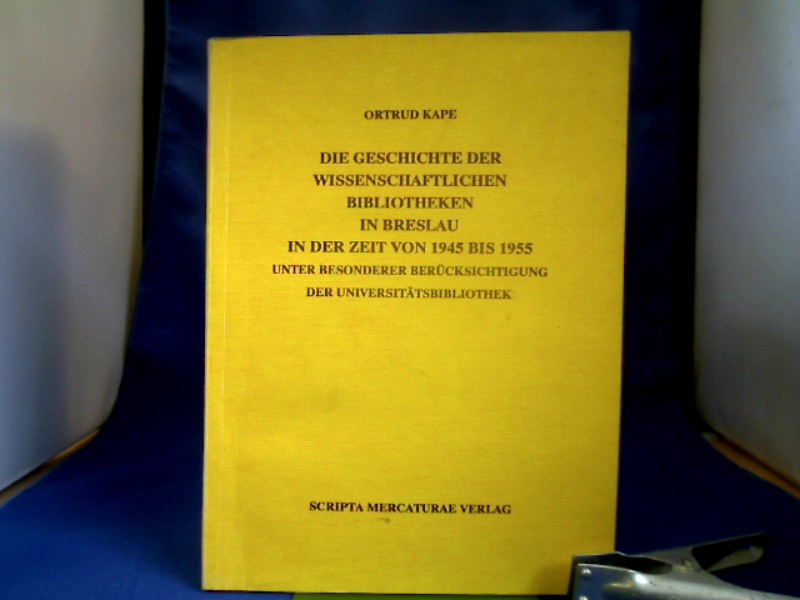 ORTRUD KAPE
DIE GESCHICHTE DER
WISSENSCHAFTLICHEN
BIBLIOTHEKEN
IN BRESLAU
IN DER ZEIT VON 1945 BIS 1955
UNTER BESONDERER BERÜCKSICHTIGUNG
DER UNIVERSITÄTSBIBLIOTHEK
SCRIPTA MERCATURAE VERLAG